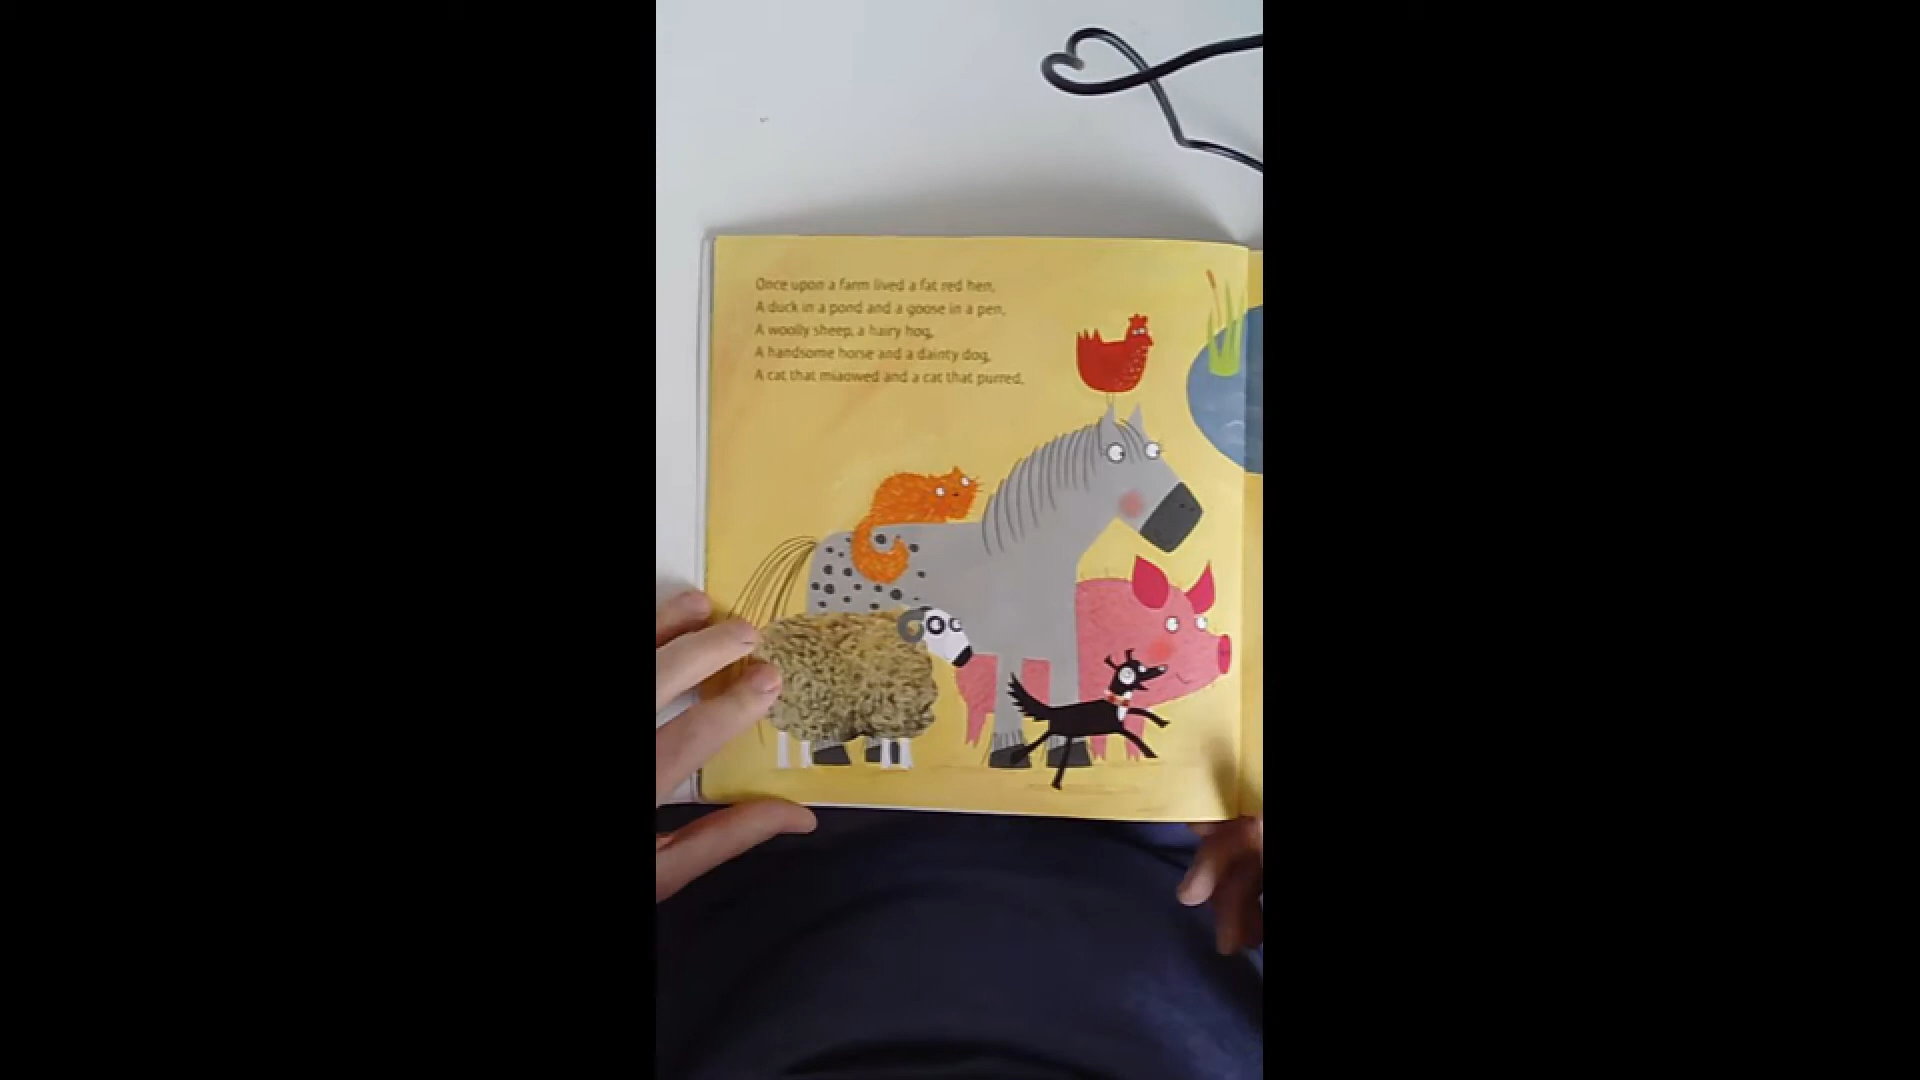 Once upon a farm lived a fat red hen,
A duck in a pond and a goose in a pen,
A woolly sheep, a hairy hog,
A handsome horse and a dainty dog,
A cat that miaowed and a cat that purred,